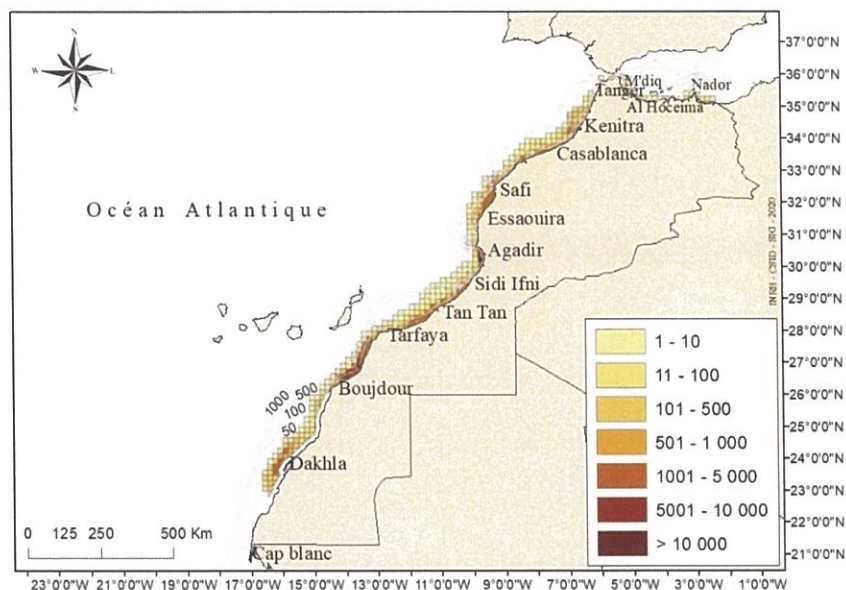 N
W
L
S
37°0'0"N
36°0'0"N
35°0'0"N
34°0'0"N
33°0'0"N
32°0'0"N
31°0'0"N
30°0'0"N
29°0'0"N
28°0'0"N
27°0'0"N
26°0'0"N
25°0'0"N
24°0'0"N
23°0'0"N
22°0'0"N
21°0'0"N
M'diq
Tanger
Nador
Al Hoceima
Kenitra
Casablanca
Safi
Océan Atlantique
Essaouira
Agadir
Sidi Ifni
Tan Tan
Tarfaya
Boujdour
1000
500
100
50
Dakhla
Cap blanc
INRH - CSID - SIG - 2020
1 - 10
11 - 100
101 - 500
501 - 1 000
1001 - 5 000
5001 - 10 000
> 10 000
0 125 250 500 Km
23°0'0"W 21°0'0"W 19°0'0"W 17°0'0"W 15°0'0"W 13°0'0"W 11°0'0"W 9°0'0"W 7°0'0"W 5°0'0"W 3°0'0"W 1°0'0"W